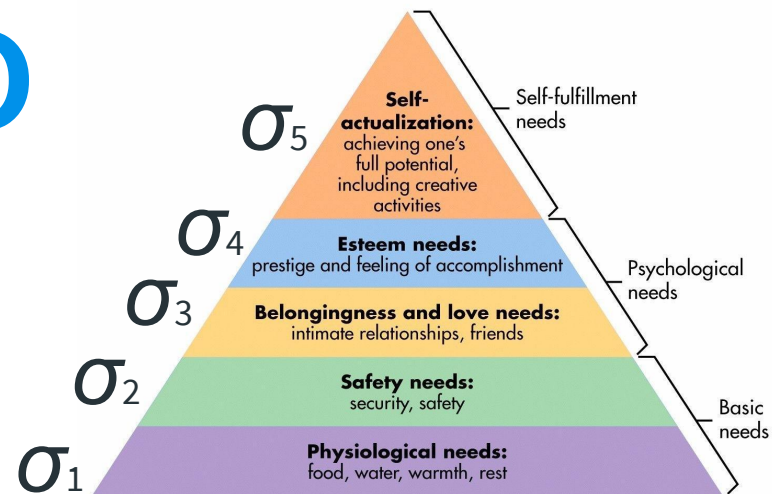 Self-
actualization:
achieving one's
full potential,
including creative
activities
Self-fulfillment
needs
σ5
Esteem needs:
prestige and feeling of accomplishment
σ4
Psychological
needs
Belongingness and love needs:
intimate relationships, friends
σ3
Safety needs:
security, safety
σ2
Basic
needs
Physiological needs:
food, water, warmth, rest
σ1